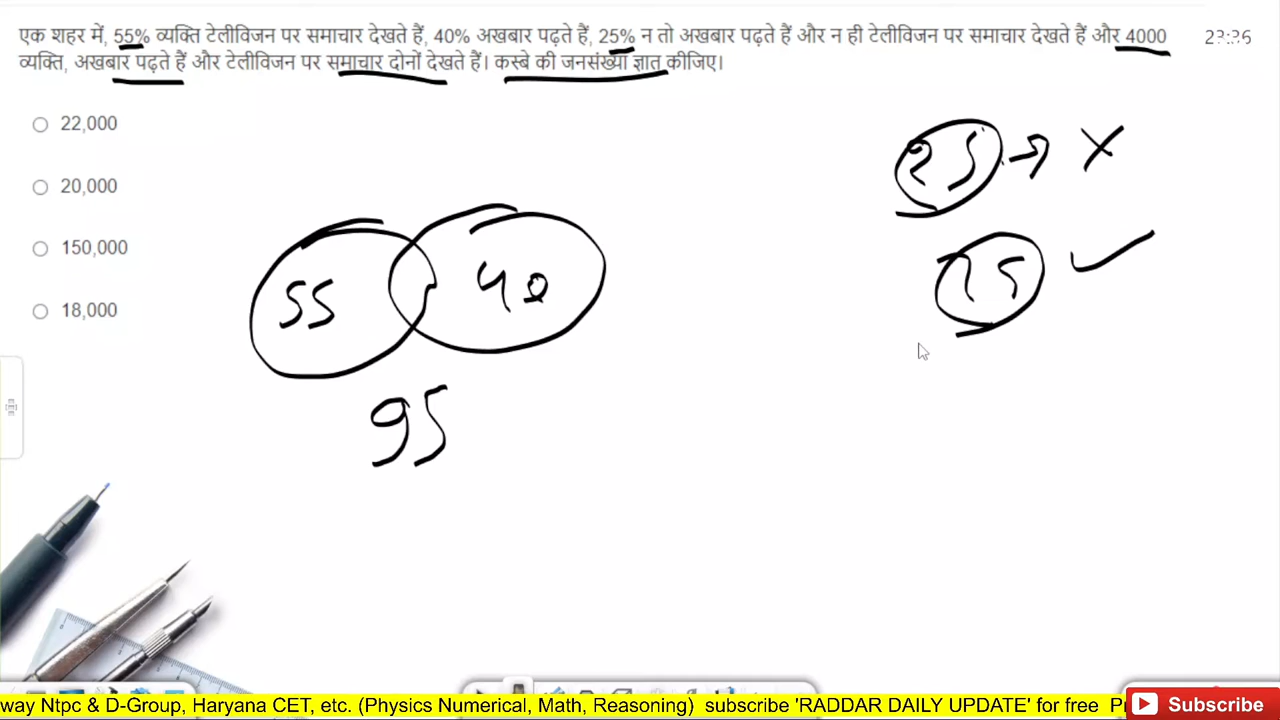 एक शहर में, 55% व्यक्ति टेलीविजन पर समाचार देखते हैं, 40% अखबार पढ़ते हैं, 25% न तो अखबार पढ़ते हैं और न ही टेलीविजन पर समाचार देखते हैं और 4000
व्यक्ति, अखबार पढ़ते हैं और टेलीविजन पर समाचार दोनों देखते हैं। कस्बे की जनसंख्या ज्ञात कीजिए।
23:36
22,000
20,000
150,000
18,000
25 → X
75 ✓
55 40
95
way Ntpc & D-Group, Haryana CET, etc. (Physics Numerical, Math, Reasoning) subscribe 'RADDAR DAILY UPDATE' for free
Subscribe